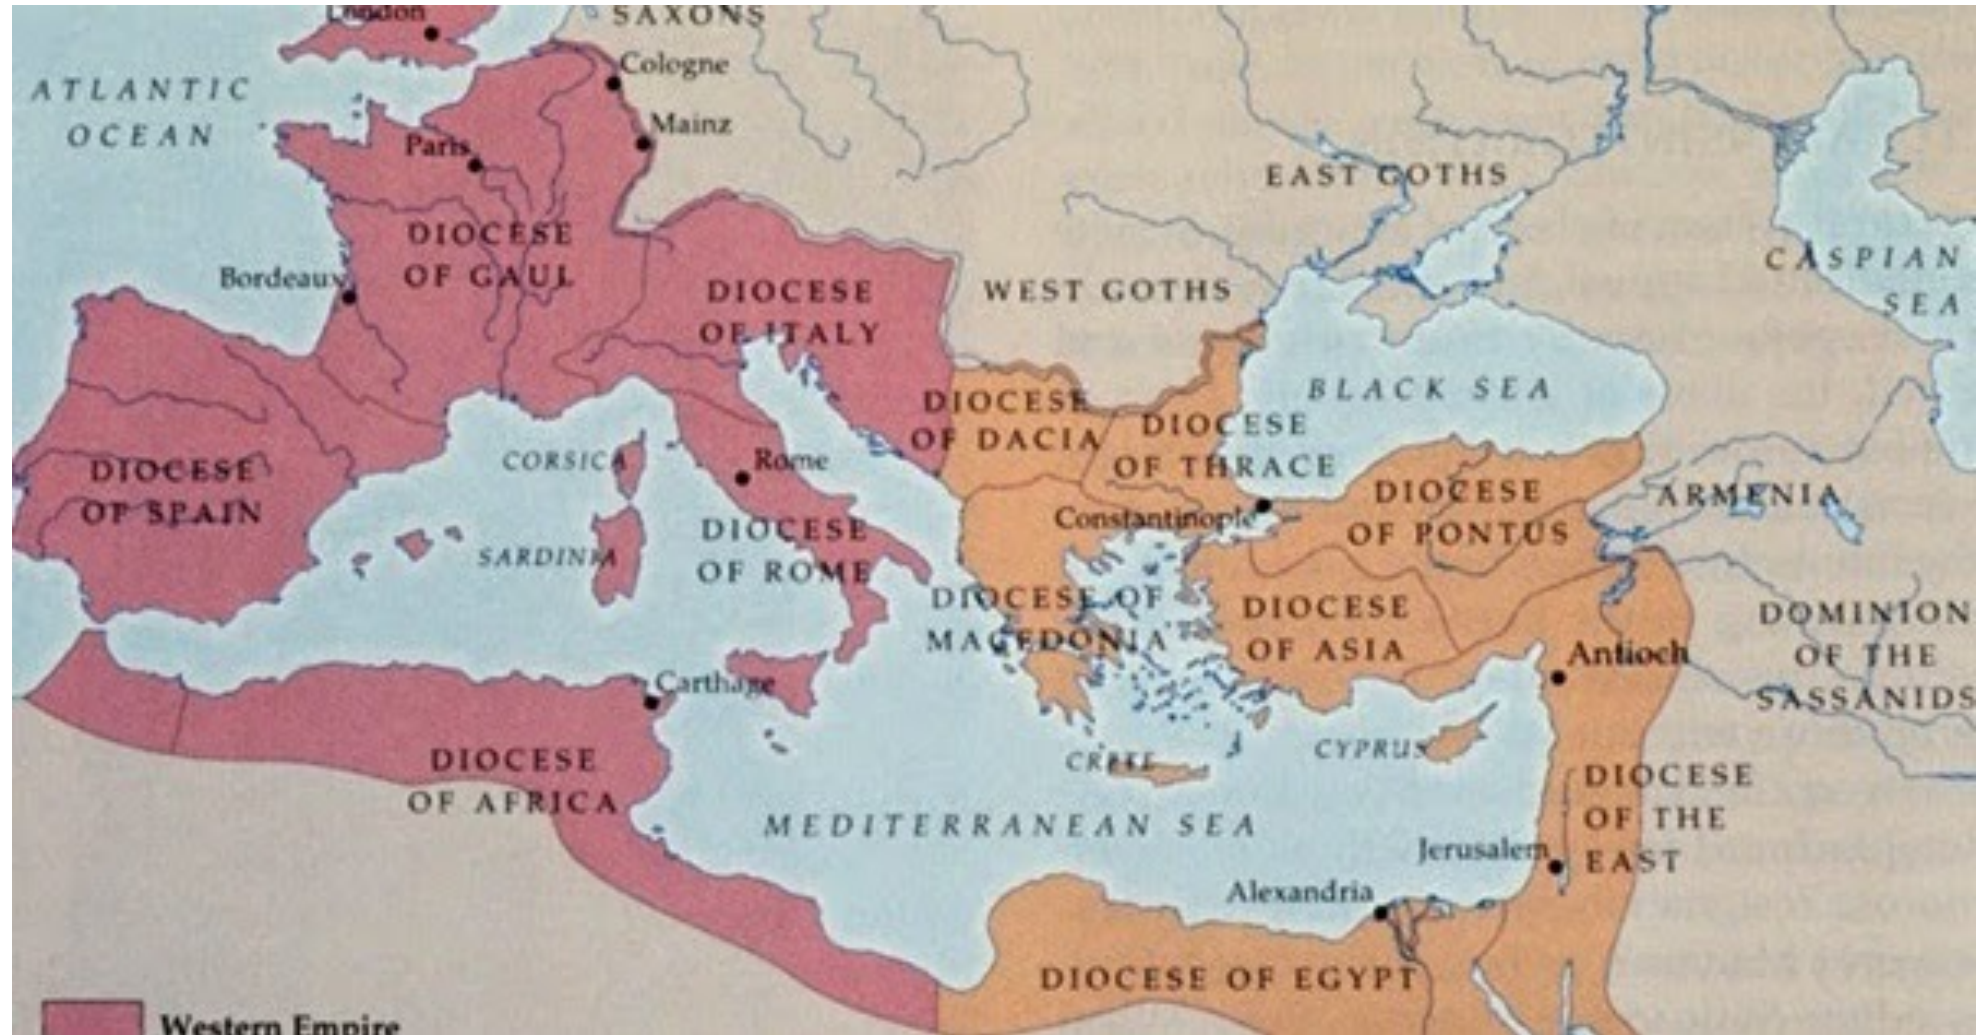 London
SAXONS
Cologne
ATLANTIC
OCEAN
Mainz
Paris
EAST GOTHS
DIOCESE
OF GAUL
CASPIAN
SEA
Bordeaux
DIOCESE
OF ITALY
WEST GOTHS
BLACK SEA
DIOCESE
OF DACIA
DIOCESE
OF THRACE
DIOCESE
OF SPAIN
CORSICA
Rome
DIOCESE
OF PONTUS
ARMENIA
Constantinople
SARDINIA
DIOCESE
OF ROME
DIOCESE OF
MACEDONIA
DIOCESE
OF ASIA
DOMINION
OF THE
SASSANIDS
Antioch
Carthage
DIOCESE
OF AFRICA
CRETE
CYPRUS
DIOCESE
OF THE
EAST
MEDITERRANEAN SEA
Jerusalem
Alexandria
DIOCESE OF EGYPT
Western Empire